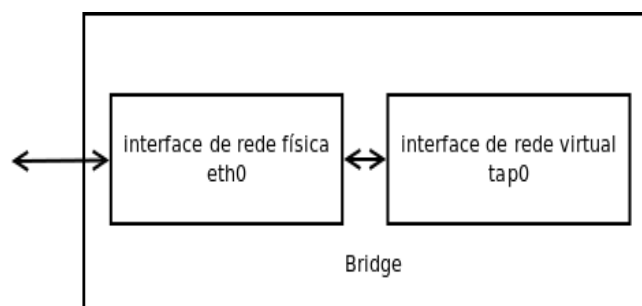 interface de rede física
eth0
interface de rede virtual
tap0
Bridge